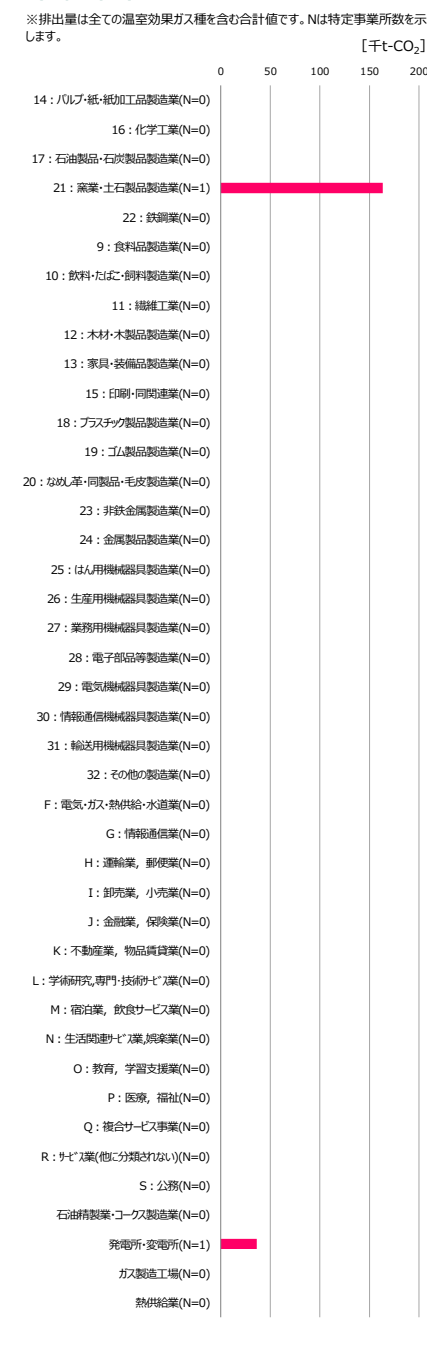 ※排出量は全ての温室効果ガス種を含む合計値です。Nは特定事業所数を示
します。
[千t-CO₂]
0 50 100 150 200
14:パルプ・紙・紙加工品製造業(N=0)
16:化学工業(N=0)
17:石油製品・石炭製品製造業(N=0)
21:窯業・土石製品製造業(N=1)
22:鉄鋼業(N=0)
9:食料品製造業(N=0)
10:飲料・たばこ・飼料製造業(N=0)
11:繊維工業(N=0)
12:木材・木製品製造業(N=0)
13:家具・装備品製造業(N=0)
15:印刷・同関連業(N=0)
18:プラスチック製品製造業(N=0)
19:ゴム製品製造業(N=0)
20:なめし革・同製品・毛皮製造業(N=0)
23:非鉄金属製造業(N=0)
24:金属製品製造業(N=0)
25:はん用機械器具製造業(N=0)
26:生産用機械器具製造業(N=0)
27:業務用機械器具製造業(N=0)
28:電子部品等製造業(N=0)
29:電気機械器具製造業(N=0)
30:情報通信機械器具製造業(N=0)
31:輸送用機械器具製造業(N=0)
32:その他の製造業(N=0)
F:電気・ガス・熱供給・水道業(N=0)
G:情報通信業(N=0)
H:運輸業，郵便業(N=0)
I:卸売業，小売業(N=0)
J:金融業，保険業(N=0)
K:不動産業，物品賃貸業(N=0)
L:学術研究,専門・技術ｻｰﾋﾞｽ業(N=0)
M:宿泊業，飲食サービス業(N=0)
N:生活関連ｻｰﾋﾞｽ業,娯楽業(N=0)
O:教育，学習支援業(N=0)
P:医療，福祉(N=0)
Q:複合サービス事業(N=0)
R:ｻｰﾋﾞｽ業(他に分類されない)(N=0)
S:公務(N=0)
石油精製業・コークス製造業(N=0)
発電所・変電所(N=1)
ガス製造工場(N=0)
熱供給業(N=0)